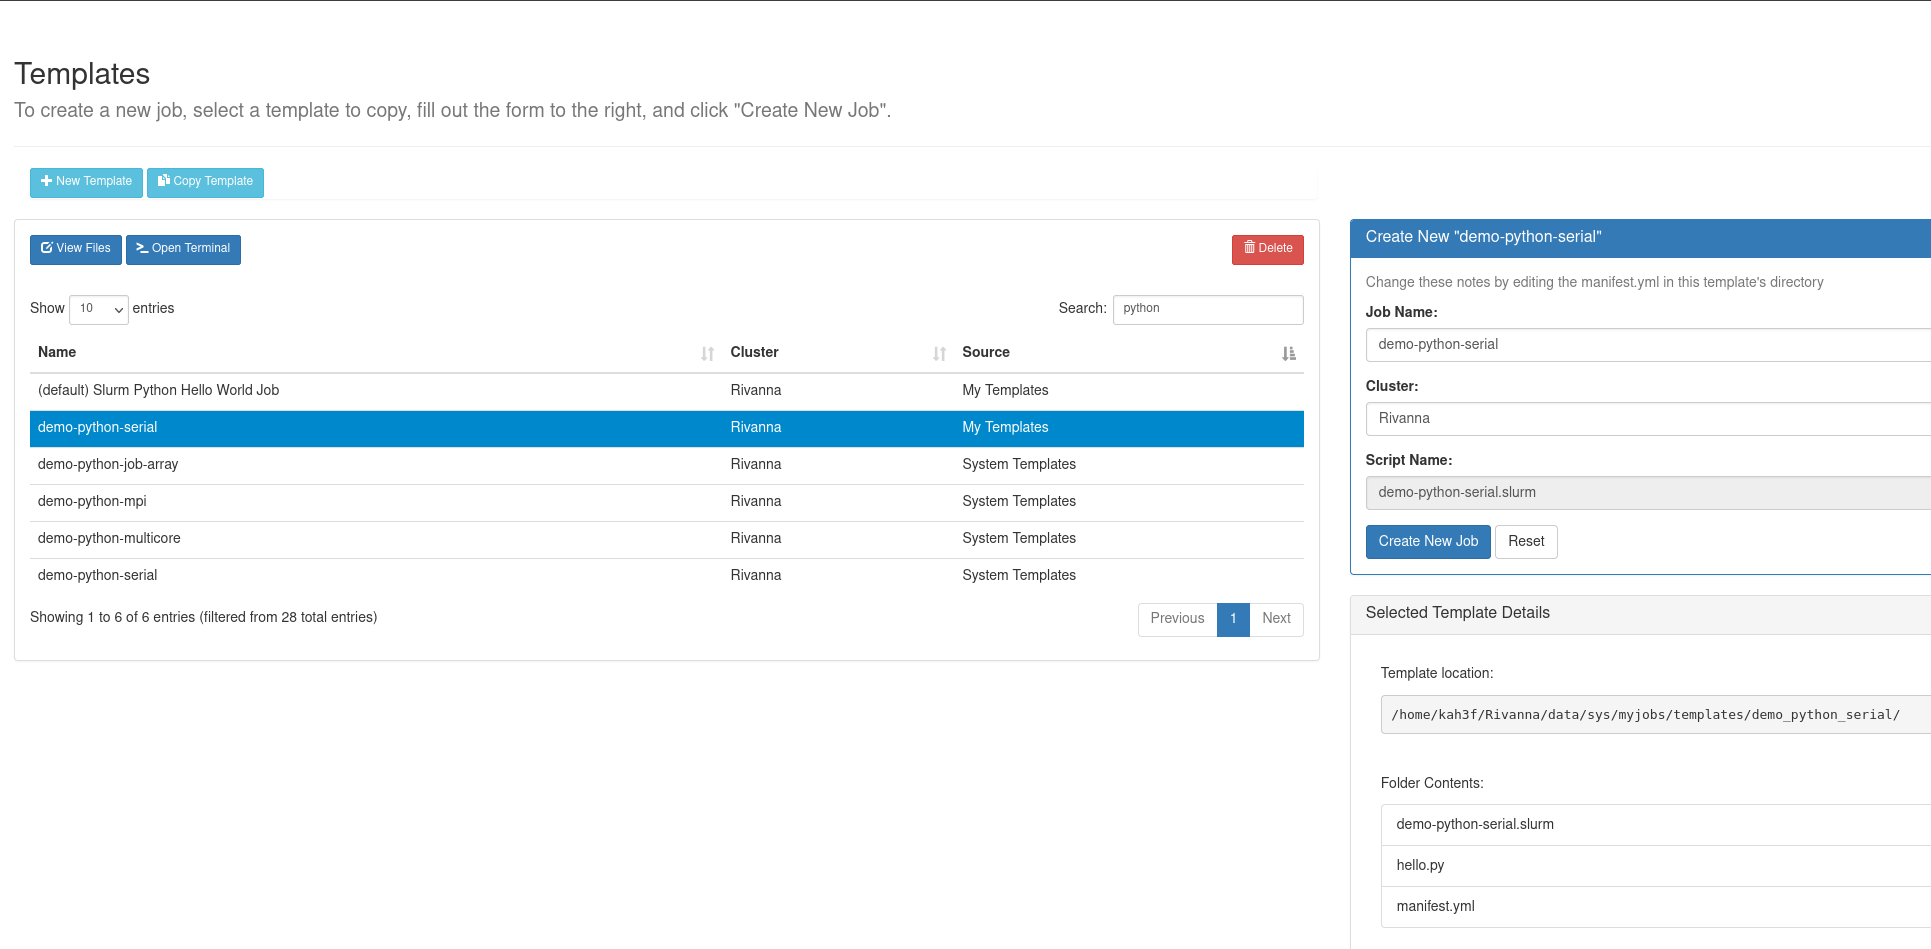 Templates
To create a new job, select a template to copy, fill out the form to the right, and click "Create New Job".
New Template Copy Template
View Files Open Terminal Delete
Show 10 entries Search: python
Name Cluster Source
(default) Slurm Python Hello World Job Rivanna My Templates
demo-python-serial Rivanna My Templates
demo-python-job-array Rivanna System Templates
demo-python-mpi Rivanna System Templates
demo-python-multicore Rivanna System Templates
demo-python-serial Rivanna System Templates
Showing 1 to 6 of 6 entries (filtered from 28 total entries) Previous 1 Next
Create New "demo-python-serial"
Change these notes by editing the manifest.yml in this template's directory
Job Name:
demo-python-serial
Cluster:
Rivanna
Script Name:
demo-python-serial.slurm
Create New Job Reset
Selected Template Details
Template location:
/home/kah3f/Rivanna/data/sys/myjobs/templates/demo_python_serial/
Folder Contents:
demo-python-serial.slurm
hello.py
manifest.yml